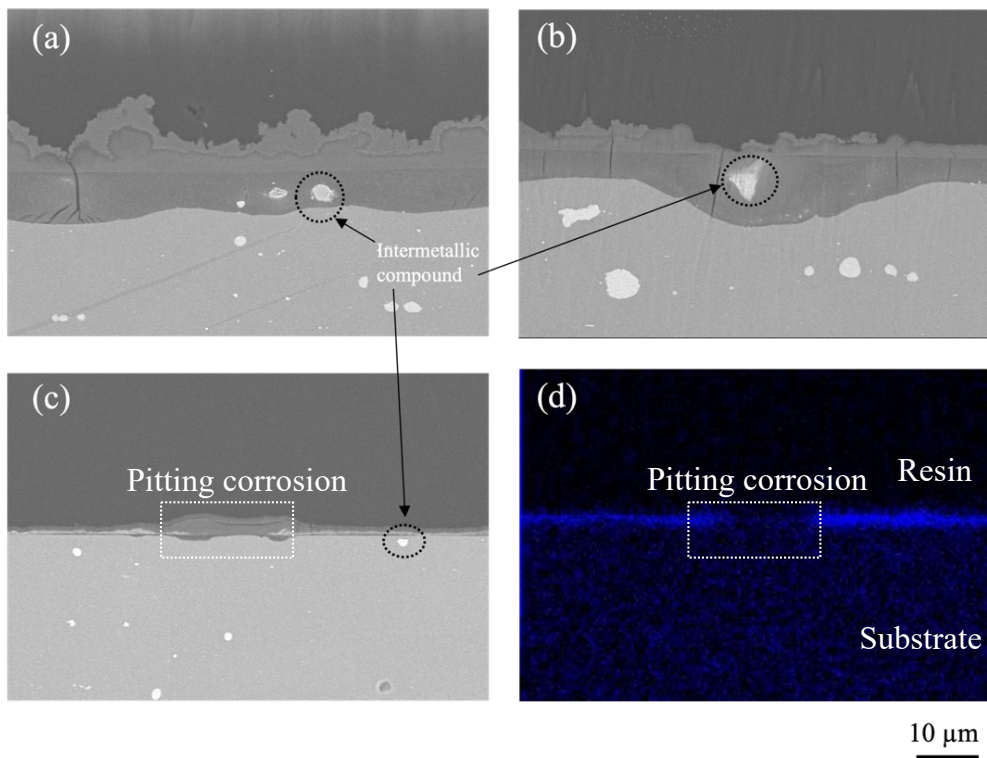 (a)
(b)
Intermetallic
compound
(c)
(d)
Pitting corrosion
Pitting corrosion
Resin
Substrate
10 µm